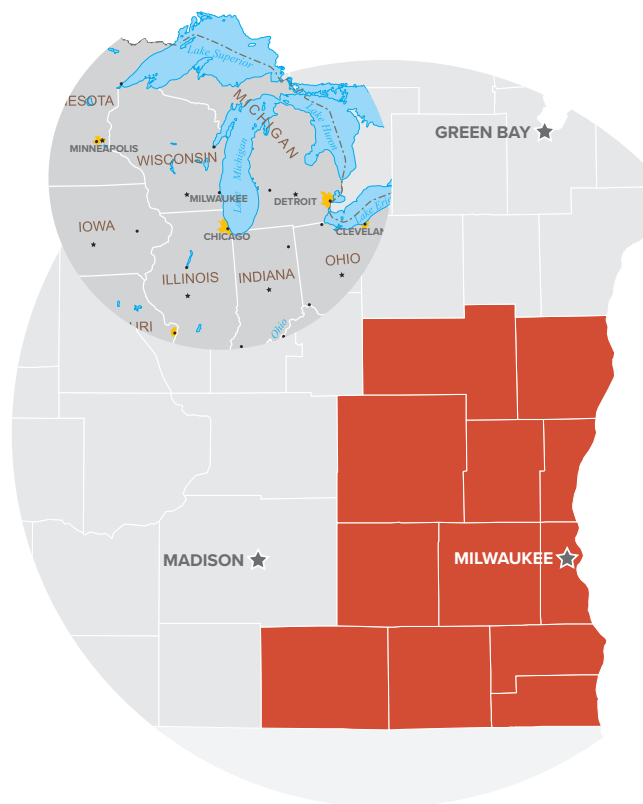 Lake Superior
NESOTA
MICHIGAN
Lake Huron
MINNEAPOLIS
WISCONSIN
Lake Michigan
MILWAUKEE
DETROIT
Lake Erie
IOWA
CHICAGO
CLEVELAN
ILLINOIS
INDIANA
OHIO
URI
Ohio
GREEN BAY
MADISON
MILWAUKEE